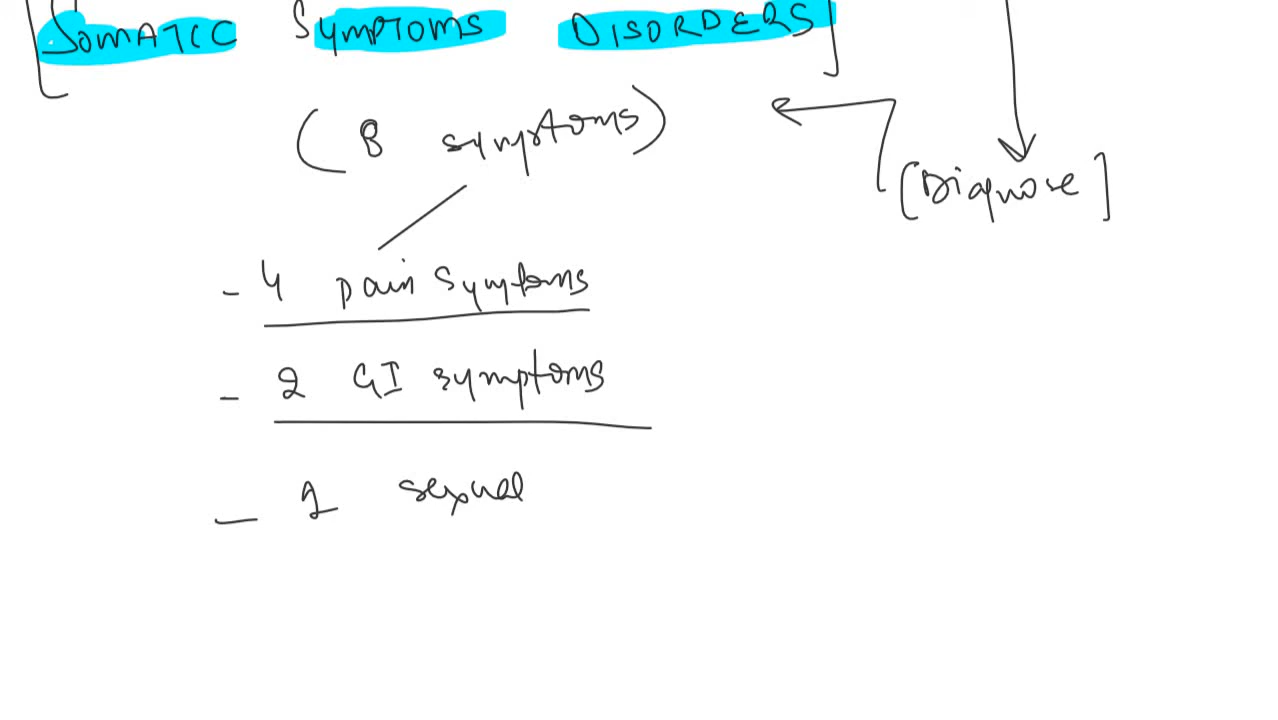 [SOMATIC SYMPTOMS DISORDERS]
(8 symptoms)
[Diagnose]
- 4 pain symptoms
- 2 GI symptoms
- 1 sexual